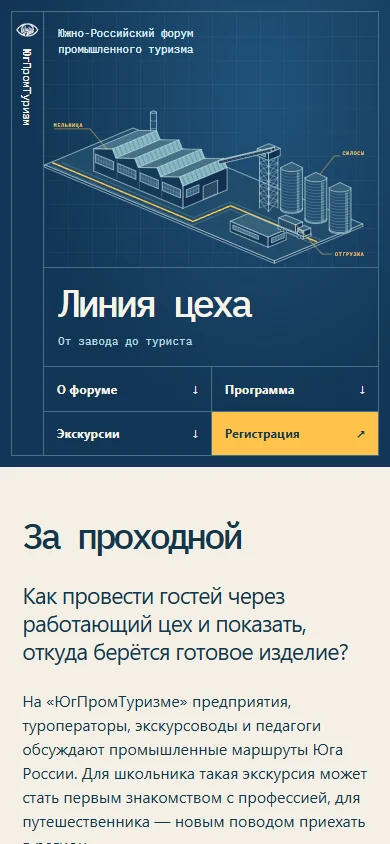 ЮгПромТуризм
Южно-Российский форум
промышленного туризма
МЕЛЬНИЦА
СИЛОСЫ
ОТГРУЗКА
Линия цеха
От завода до туриста
О форуме ↓
Программа ↓
Экскурсии ↓
Регистрация ↗
За проходной
Как провести гостей через
работающий цех и показать,
откуда берётся готовое изделие?
На «ЮгПромТуризме» предприятия,
туроператоры, экскурсоводы и педагоги
обсуждают промышленные маршруты Юга
России. Для школьника такая экскурсия может
стать первым знакомством с профессией, для
путешественника — новым поводом приехать